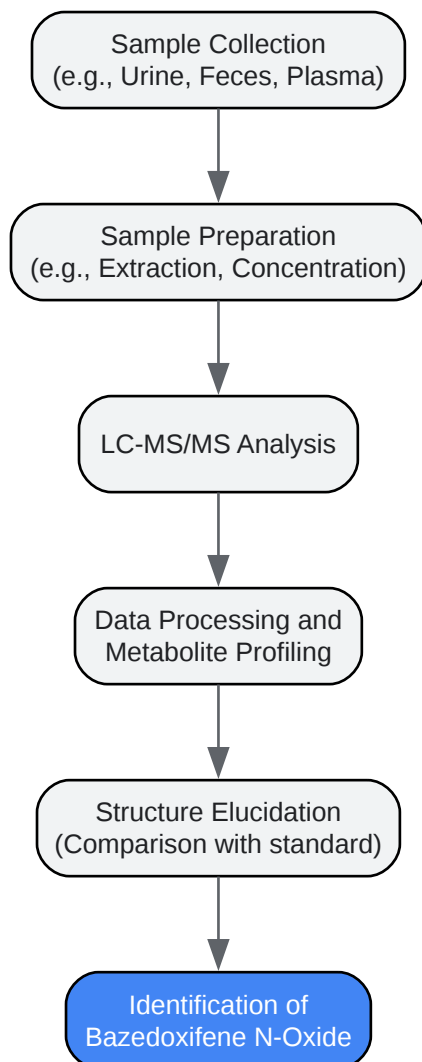 Sample Collection
(e.g., Urine, Feces, Plasma)
Sample Preparation
(e.g., Extraction, Concentration)
LC-MS/MS Analysis
Data Processing and
Metabolite Profiling
Structure Elucidation
(Comparison with standard)
Identification of
Bazedoxifene N-Oxide